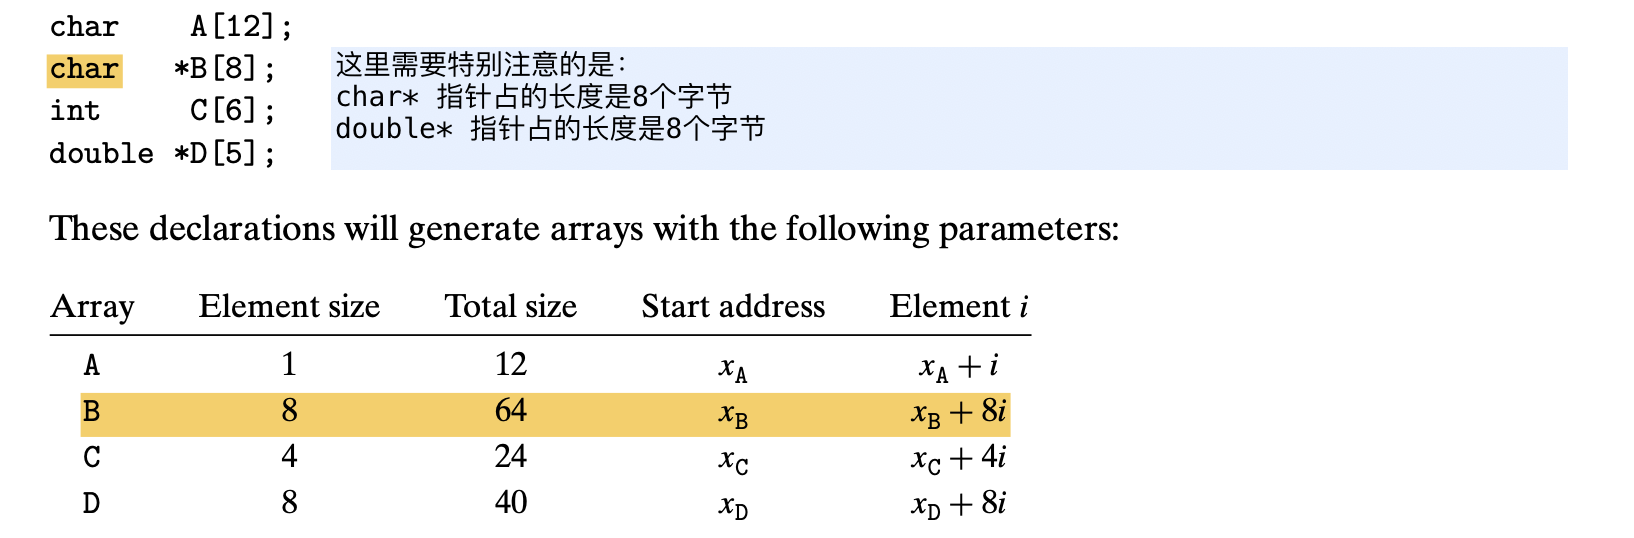 char    A[12];
char   *B[8];
int     C[6];
double *D[5];
这里需要特别注意的是：
char* 指针占的长度是8个字节
double* 指针占的长度是8个字节
These declarations will generate arrays with the following parameters:
Array Element size Total size Start address Element i
A 1 12 x_A x_A + i
B 8 64 x_B x_B + 8i
C 4 24 x_C x_C + 4i
D 8 40 x_D x_D + 8i